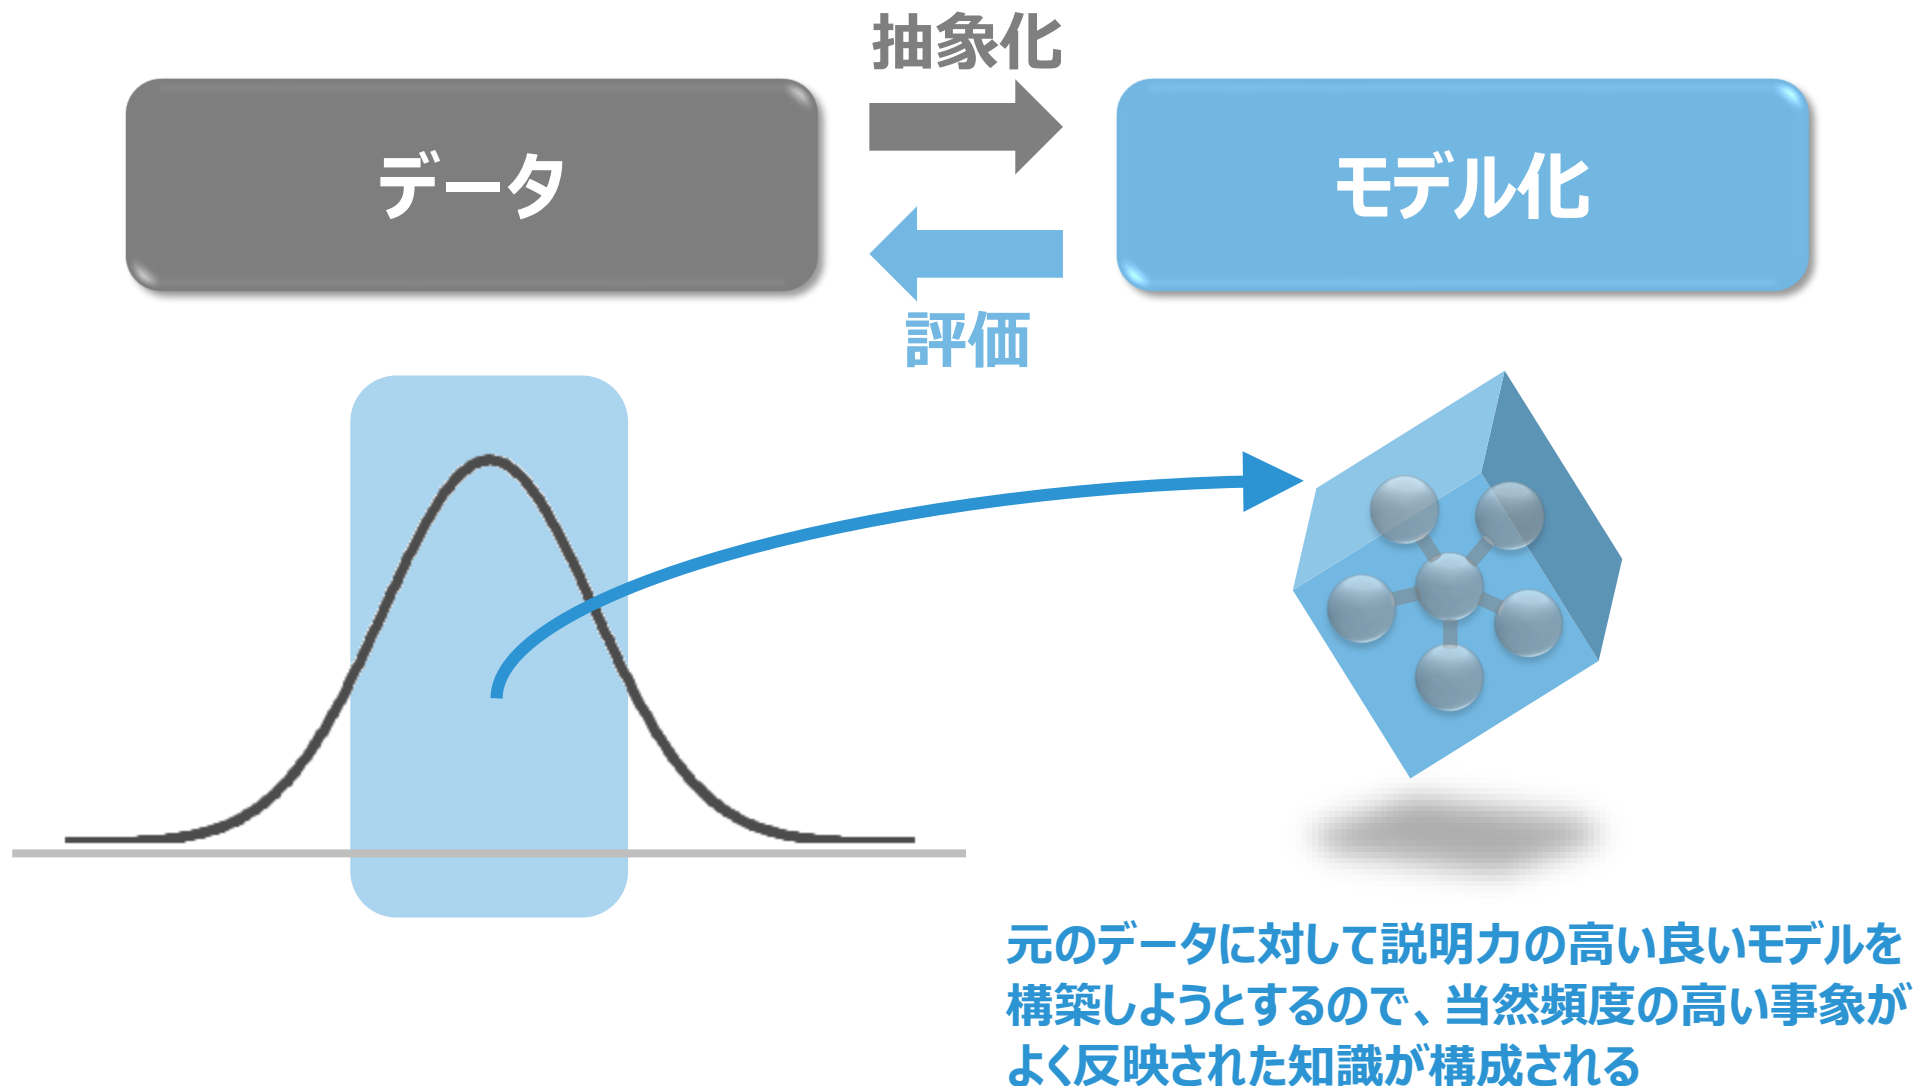 抽象化
データ
モデル化
評価
元のデータに対して説明力の高い良いモデルを
構築しようとするので、当然頻度の高い事象が
よく反映された知識が構成される